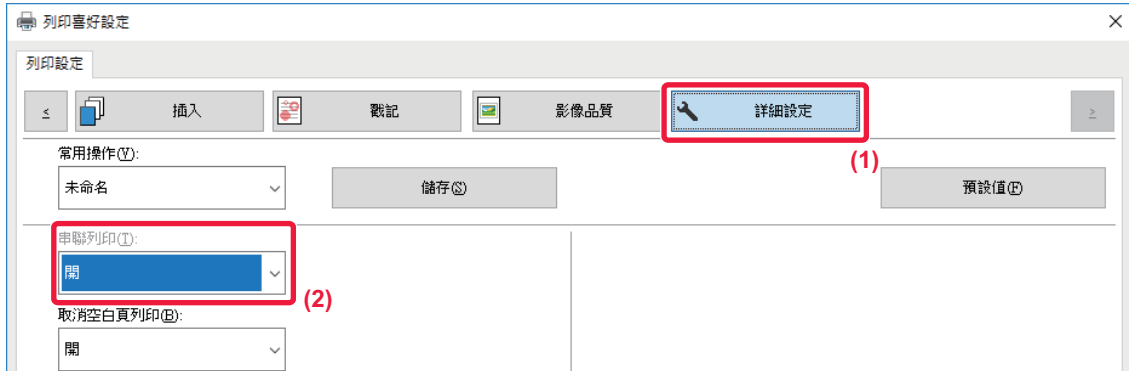 列印喜好設定
列印設定
< 插入 戳記 影像品質 詳細設定 >
(1)
常用操作(V):
未命名 儲存(S) 預設值(F)
串聯列印(T):
開
(2)
取消空白頁列印(B):
開